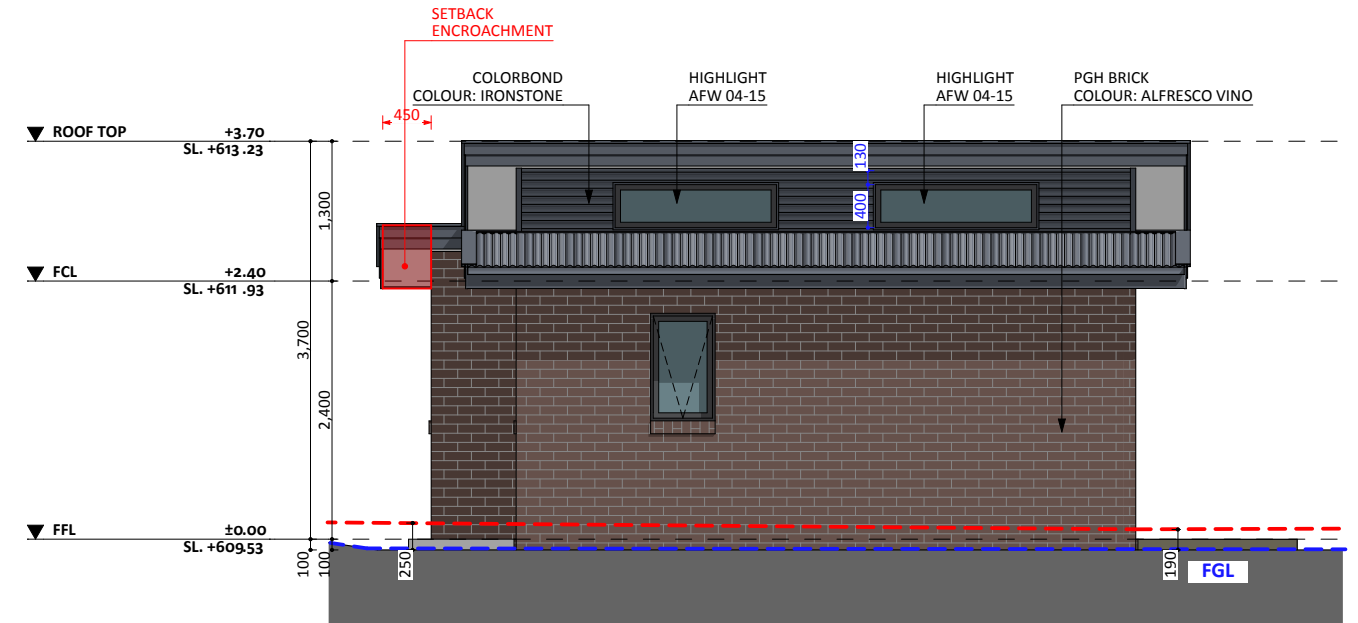 SETBACK
ENCROACHMENT
COLORBOND
COLOUR: IRONSTONE
HIGHLIGHT
AFW 04-15
HIGHLIGHT
AFW 04-15
PGH BRICK
COLOUR: ALFRESCO VINO
450
ROOF TOP +3.70
SL. +613.23
130
400
1,300
FCL +2.40
SL. +611.93
3,700
2,400
FFL ±0.00
SL. +609.53
100
100
250
190
FGL